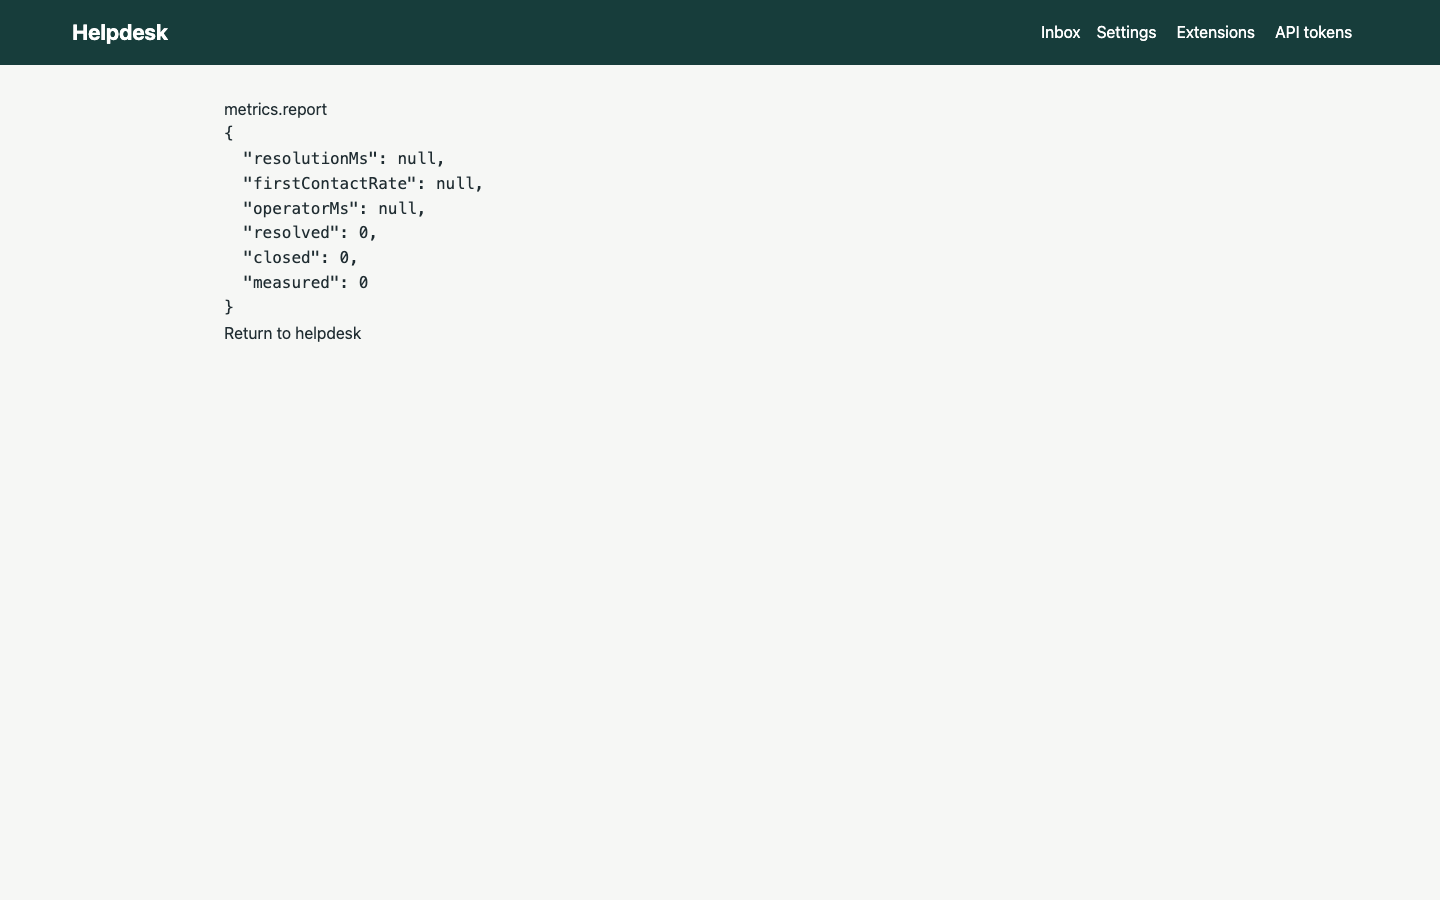 Helpdesk
Inbox Settings Extensions API tokens
metrics.report
{
  "resolutionMs": null,
  "firstContactRate": null,
  "operatorMs": null,
  "resolved": 0,
  "closed": 0,
  "measured": 0
}
Return to helpdesk